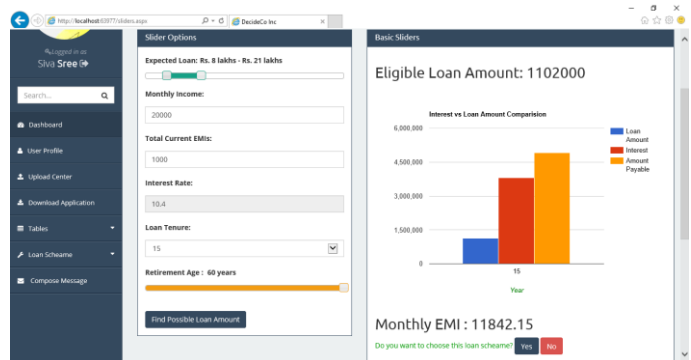 http://localhost:63977/sliders.aspx
DecideCo Inc
Logged in as
Siva Sree
Search...
Dashboard
User Profile
Upload Center
Download Application
Tables
Loan Scheame
Compose Message
Slider Options
Expected Loan: Rs. 8 lakhs - Rs. 21 lakhs
Monthly Income:
20000
Total Current EMIs:
1000
Interest Rate:
10.4
Loan Tenure:
15
Retirement Age : 60 years
Find Possible Loan Amount
Basic Sliders
Eligible Loan Amount: 1102000
Interest vs Loan Amount Comparision
6,000,000
4,500,000
3,000,000
1,500,000
0
15
Year
Loan
Amount
Interest
Amount
Payable
Monthly EMI : 11842.15
Do you want to choose this loan scheame? Yes No